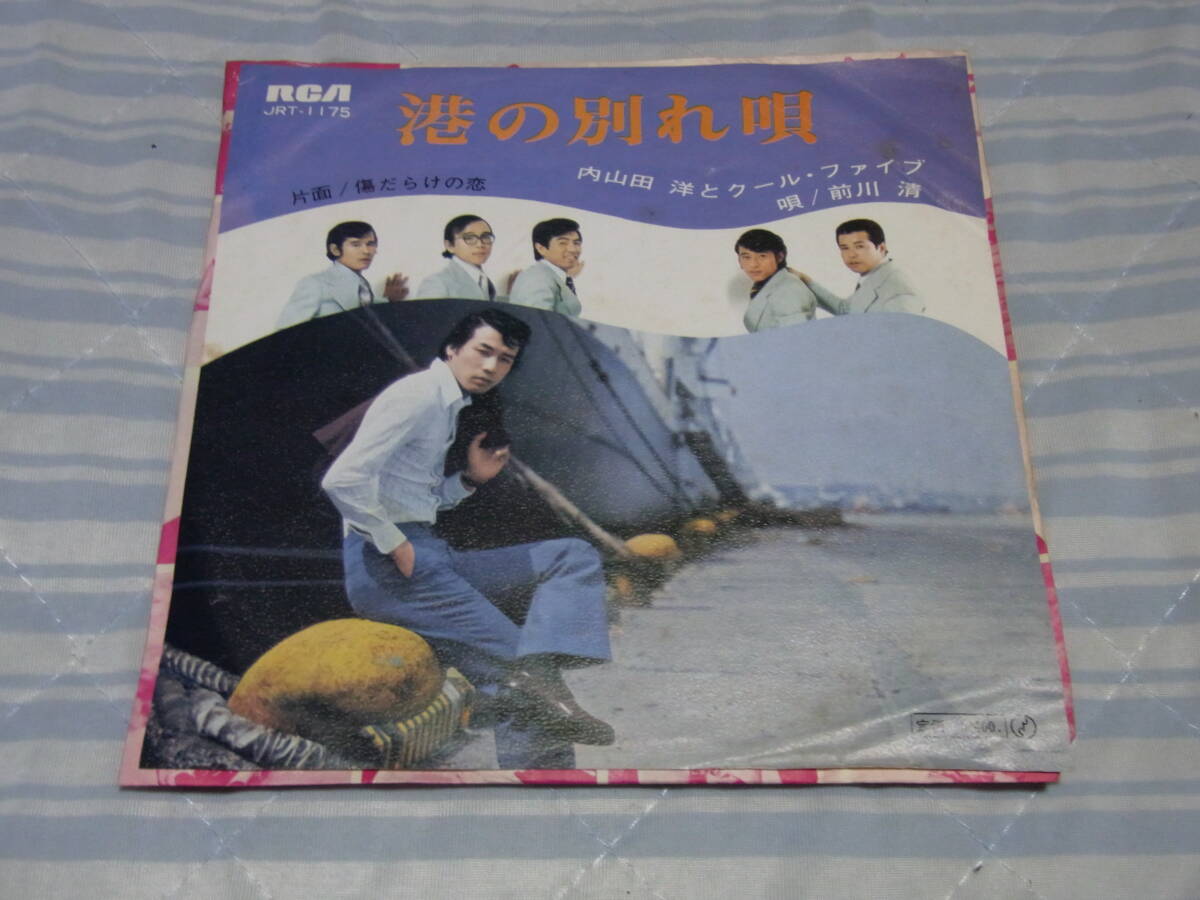 RCA
JRT-1175
港の別れ唄
片面/傷だらけの恋
内山田 洋とクール・ファイブ
唄/前川 清